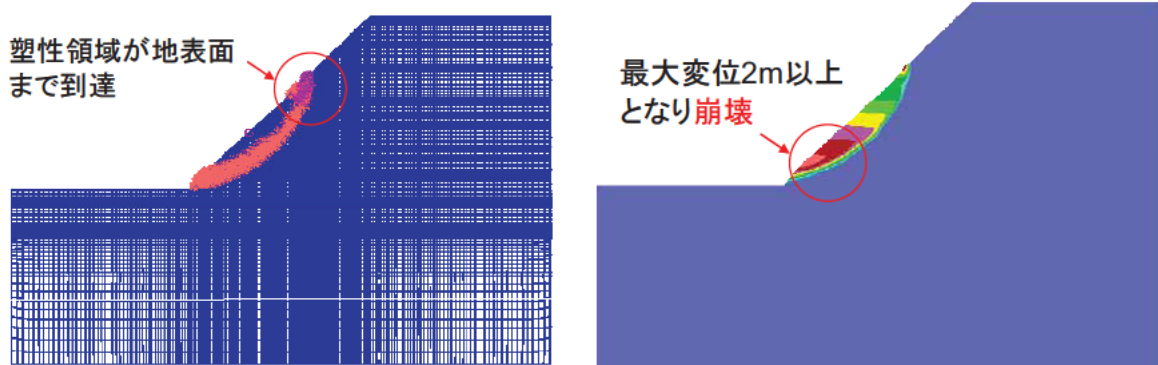 塑性領域が地表面
まで到達
最大変位2m以上
となり崩壊